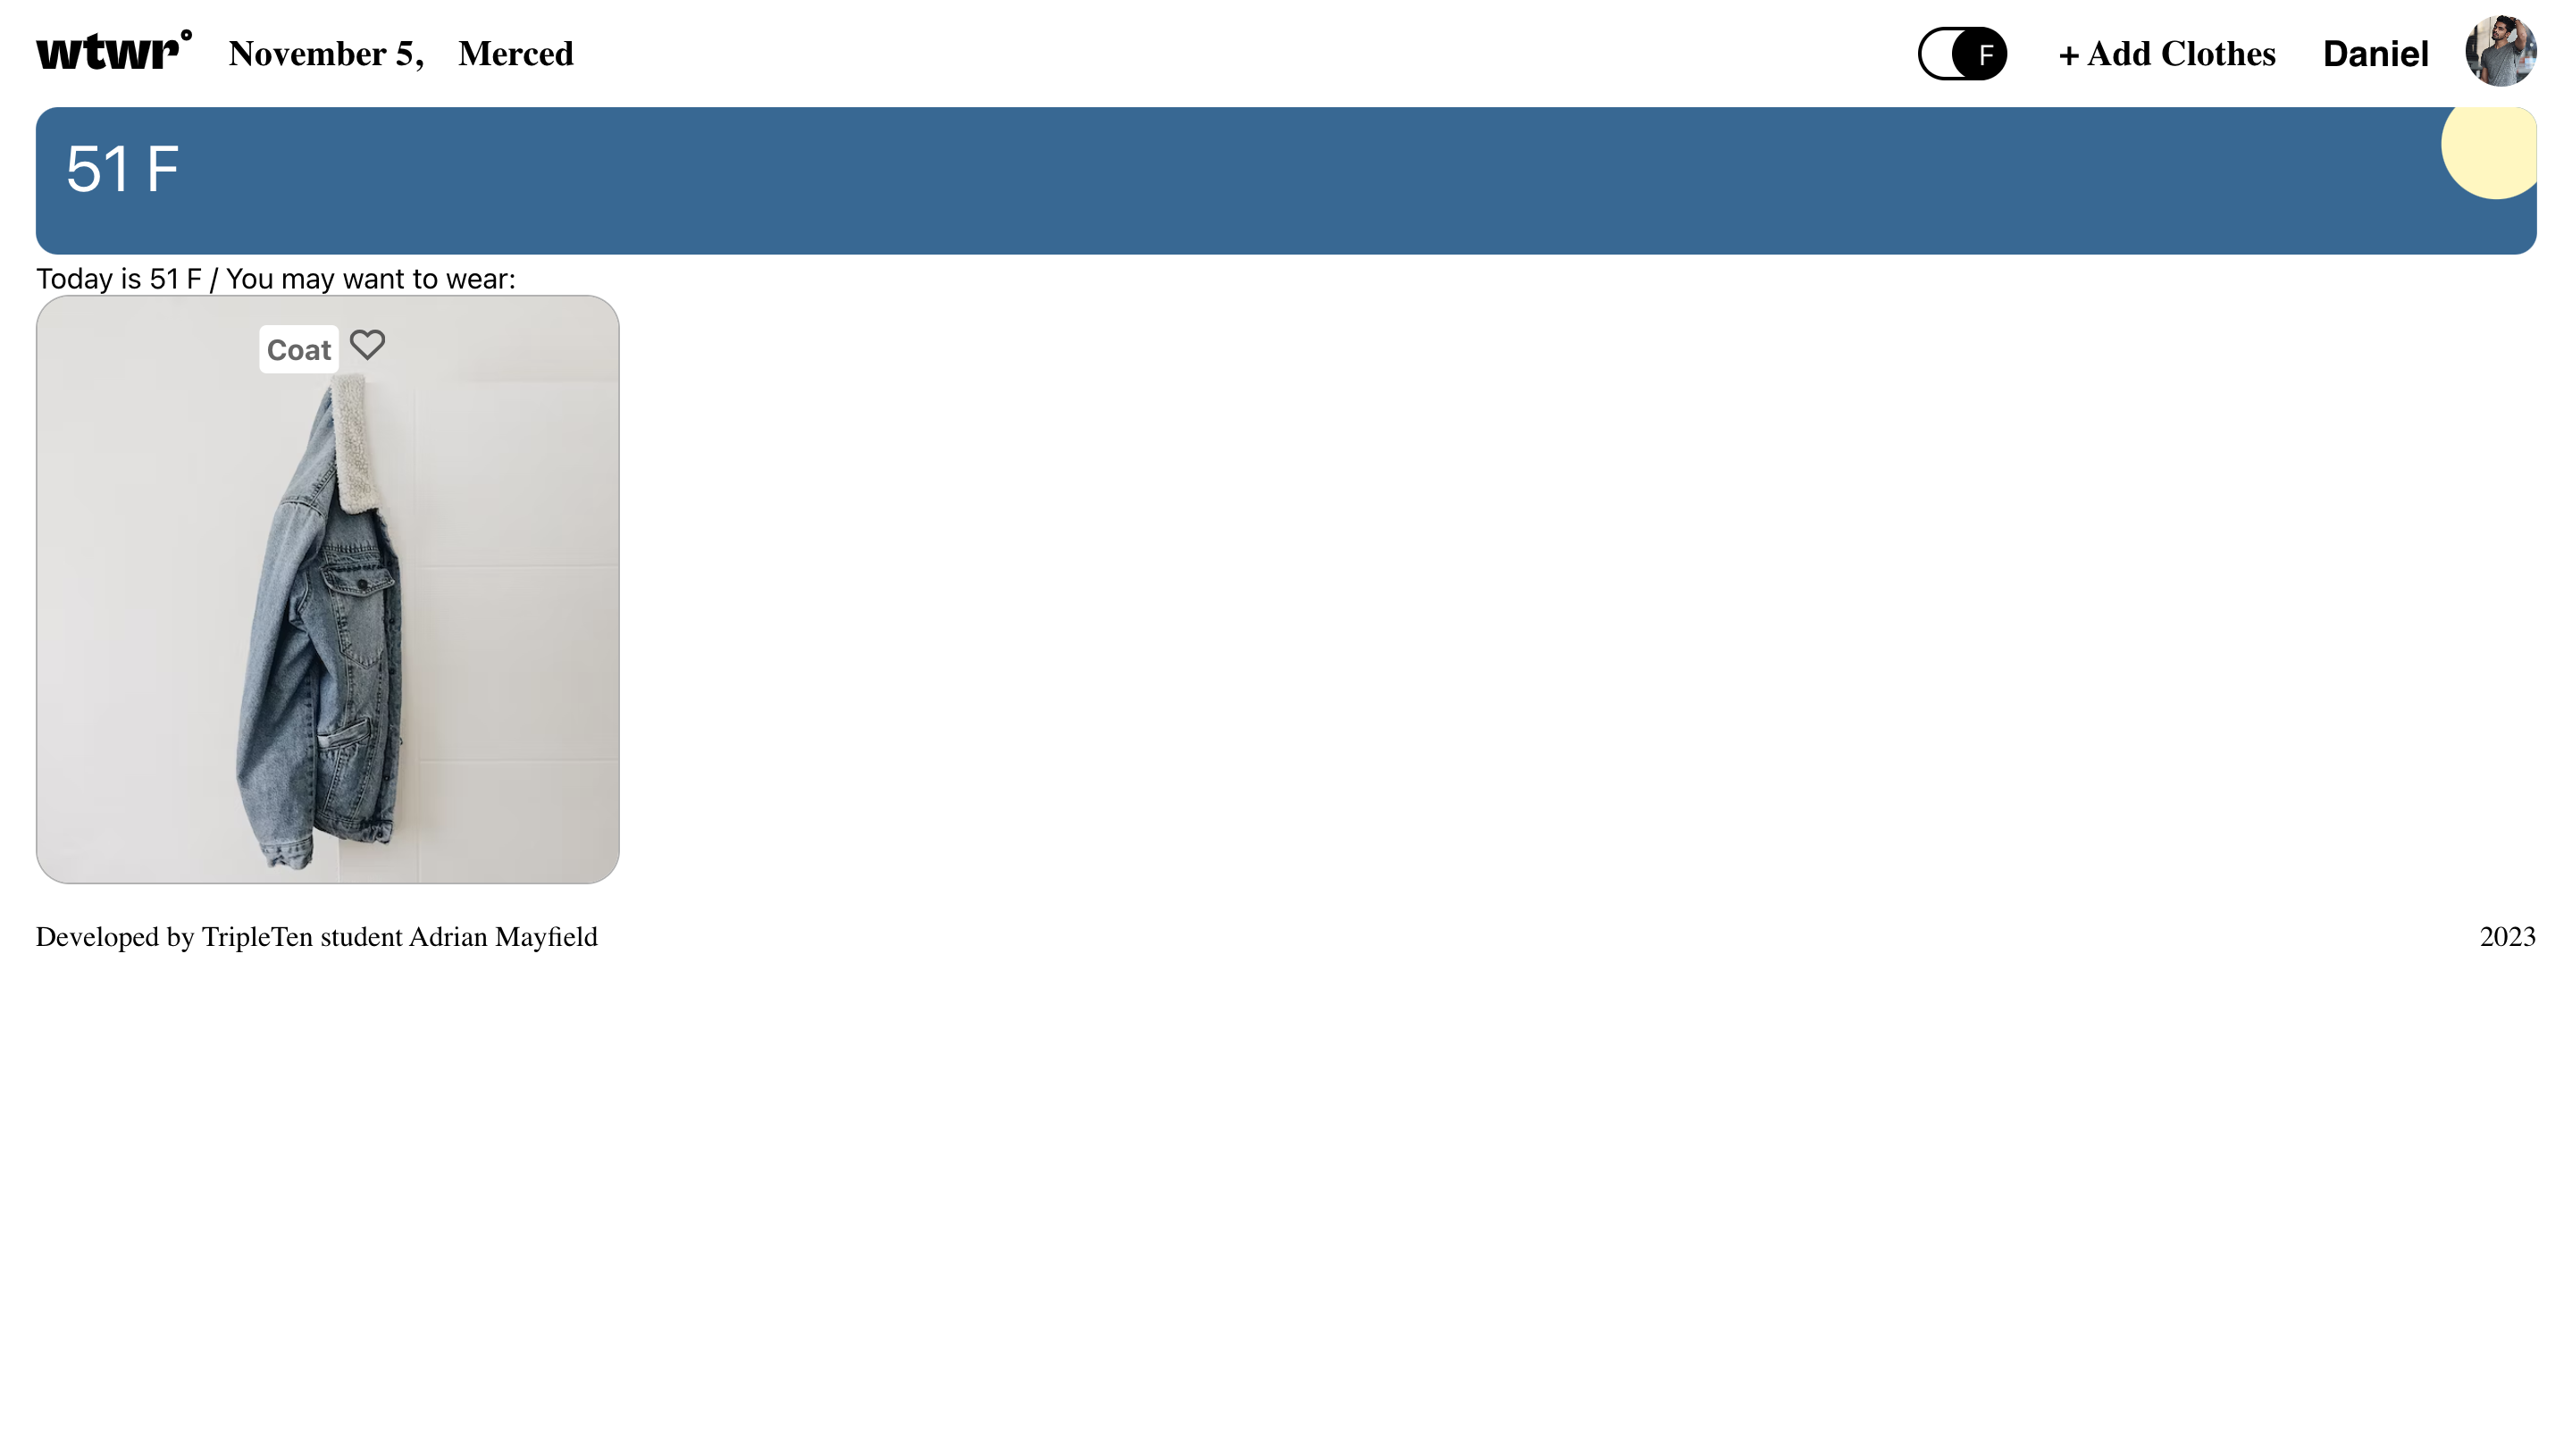 wtwr°
November 5, Merced
F
+ Add Clothes
Daniel
51 F
Today is 51 F / You may want to wear:
Coat
Developed by TripleTen student Adrian Mayfield
2023